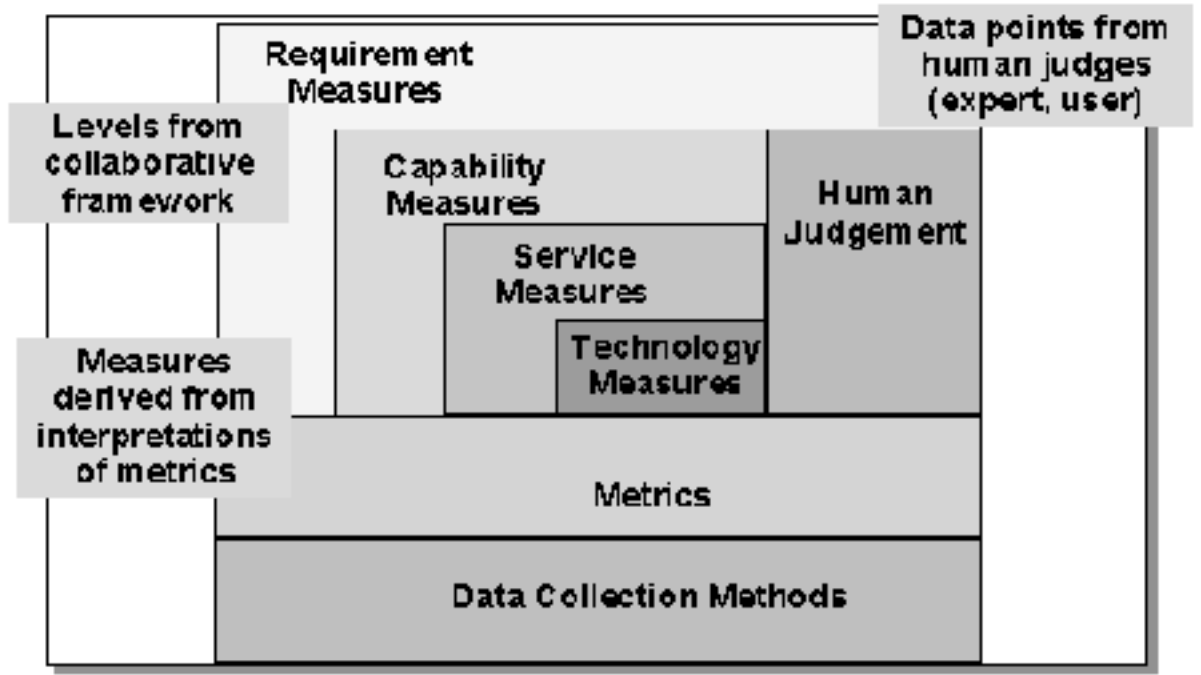 Requirement
Measures
Data points from
human judges
(expert, user)
Levels from
collaborative
framework
Capability
Measures
Human
Judgement
Service
Measures
Technology
Measures
Measures
derived from
interpretations
of metrics
Metrics
Data Collection Methods